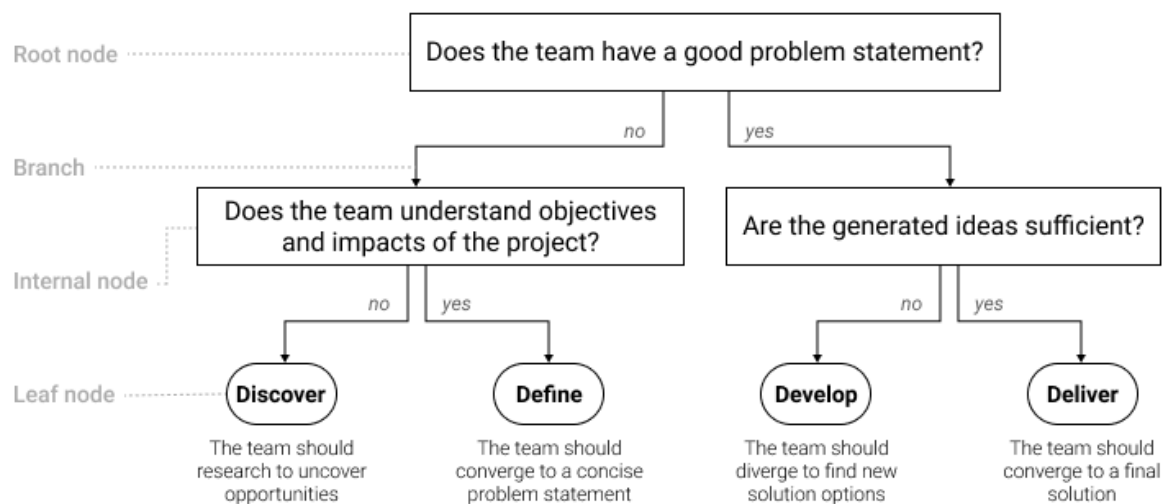 Root node
Does the team have a good problem statement?
no
yes
Branch
Does the team understand objectives
and impacts of the project?
Are the generated ideas sufficient?
Internal node
no
yes
no
yes
Leaf node
Discover
Define
Develop
Deliver
The team should
research to uncover
opportunities
The team should
converge to a concise
problem statement
The team should
diverge to find new
solution options
The team should
converge to a final
solution